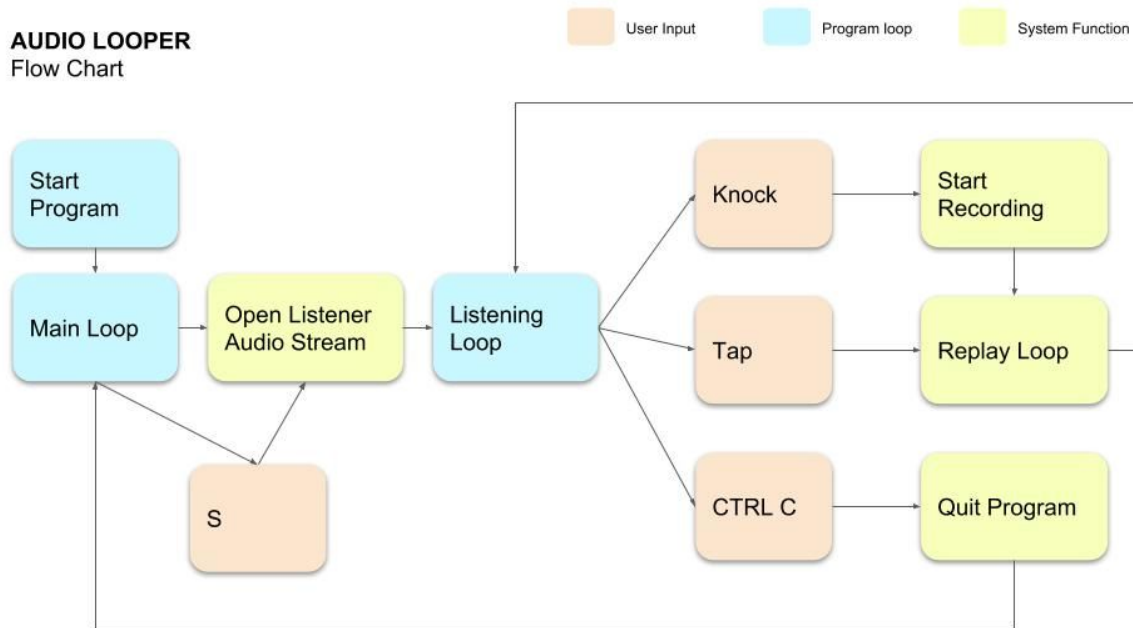 AUDIO LOOPER
Flow Chart
User Input
Program loop
System Function
Start
Program
Knock
Start
Recording
Main Loop
Open Listener
Audio Stream
Listening
Loop
Tap
Replay Loop
S
CTRL C
Quit Program